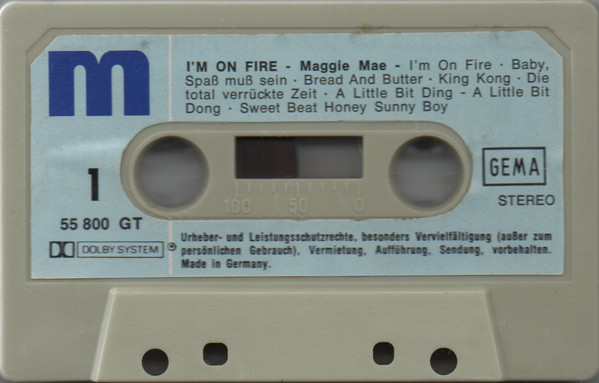 m
I'M ON FIRE - Maggie Mae - I'm On Fire · Baby,
Spaß muß sein · Bread And Butter · King Kong · Die
total verrückte Zeit · A Little Bit Ding - A Little Bit
Dong · Sweet Beat Honey Sunny Boy
1
GEMA
STEREO
100 50 0
55 800 GT
DOLBY SYSTEM
℗ Urheber- und Leistungsschutzrechte, besonders Vervielfältigung (außer zum
persönlichen Gebrauch), Vermietung, Aufführung, Sendung, vorbehalten.
Made in Germany.